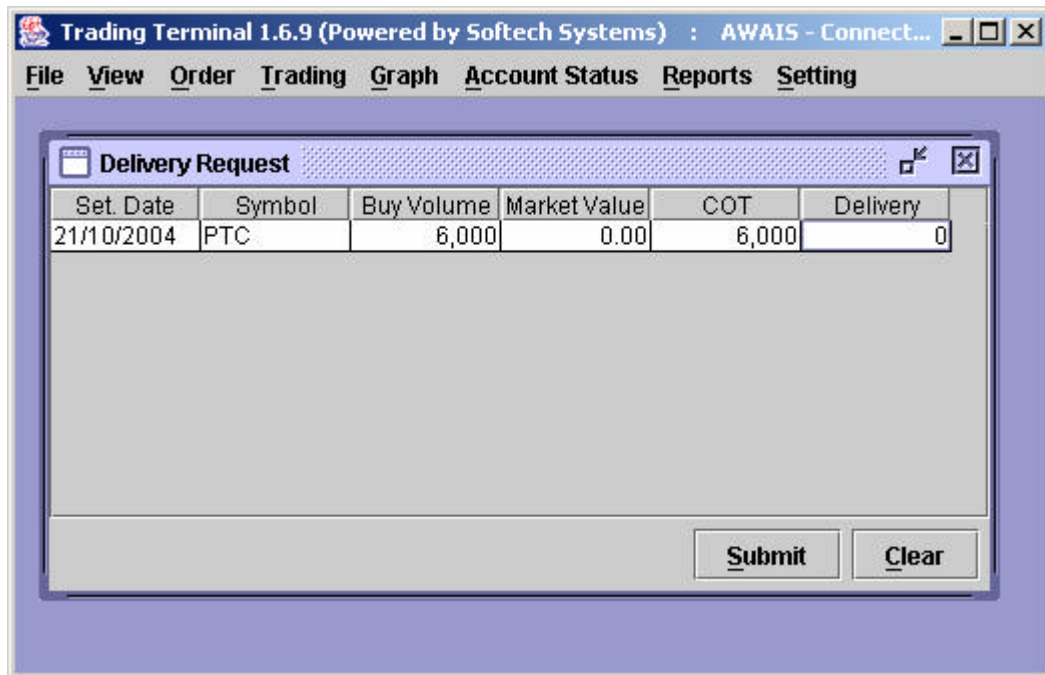 Trading Terminal 1.6.9 (Powered by Softech Systems) : AWAIS - Connect...
File View Order Trading Graph Account Status Reports Setting
Delivery Request
Set. Date Symbol Buy Volume Market Value COT Delivery
21/10/2004 PTC 6,000 0.00 6,000 0
Submit Clear